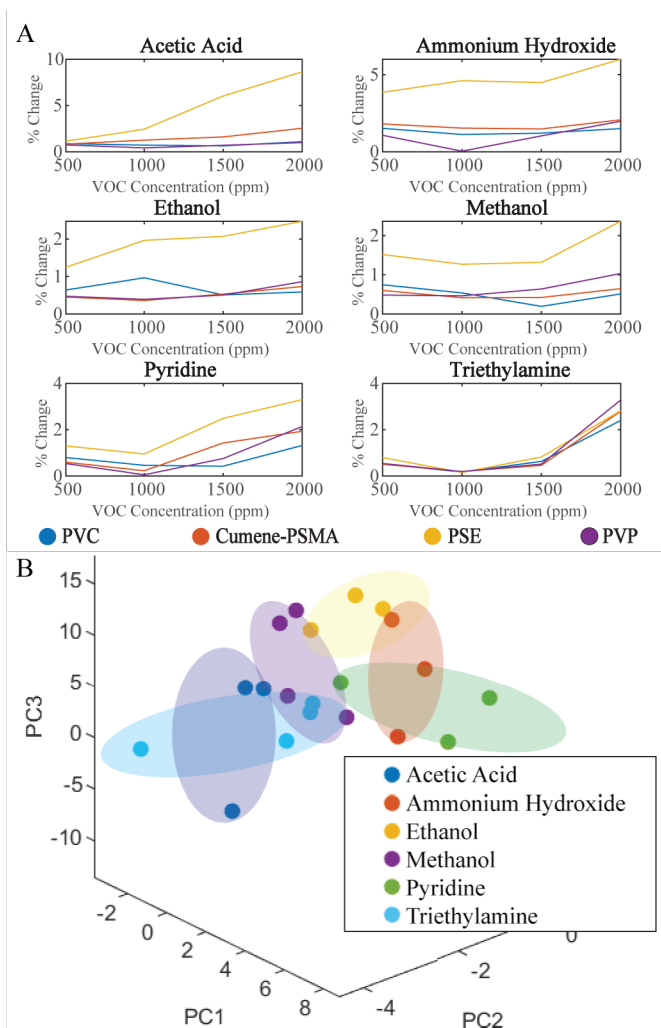 A
Acetic Acid
Ammonium Hydroxide
10
5
0
% Change
500 1000 1500 2000
VOC Concentration (ppm)
5
0
% Change
500 1000 1500 2000
VOC Concentration (ppm)
Ethanol
Methanol
2
1
0
% Change
500 1000 1500 2000
VOC Concentration (ppm)
2
1
0
% Change
500 1000 1500 2000
VOC Concentration (ppm)
Pyridine
Triethylamine
4
2
0
% Change
500 1000 1500 2000
VOC Concentration (ppm)
4
2
0
% Change
500 1000 1500 2000
VOC Concentration (ppm)
PVC Cumene-PSMA PSE PVP
B
15
10
5
0
-5
-10
PC3
Acetic Acid
Ammonium Hydroxide
Ethanol
Methanol
Pyridine
Triethylamine
-2 0 2 4 6 8
PC1
-4 -2 0
PC2